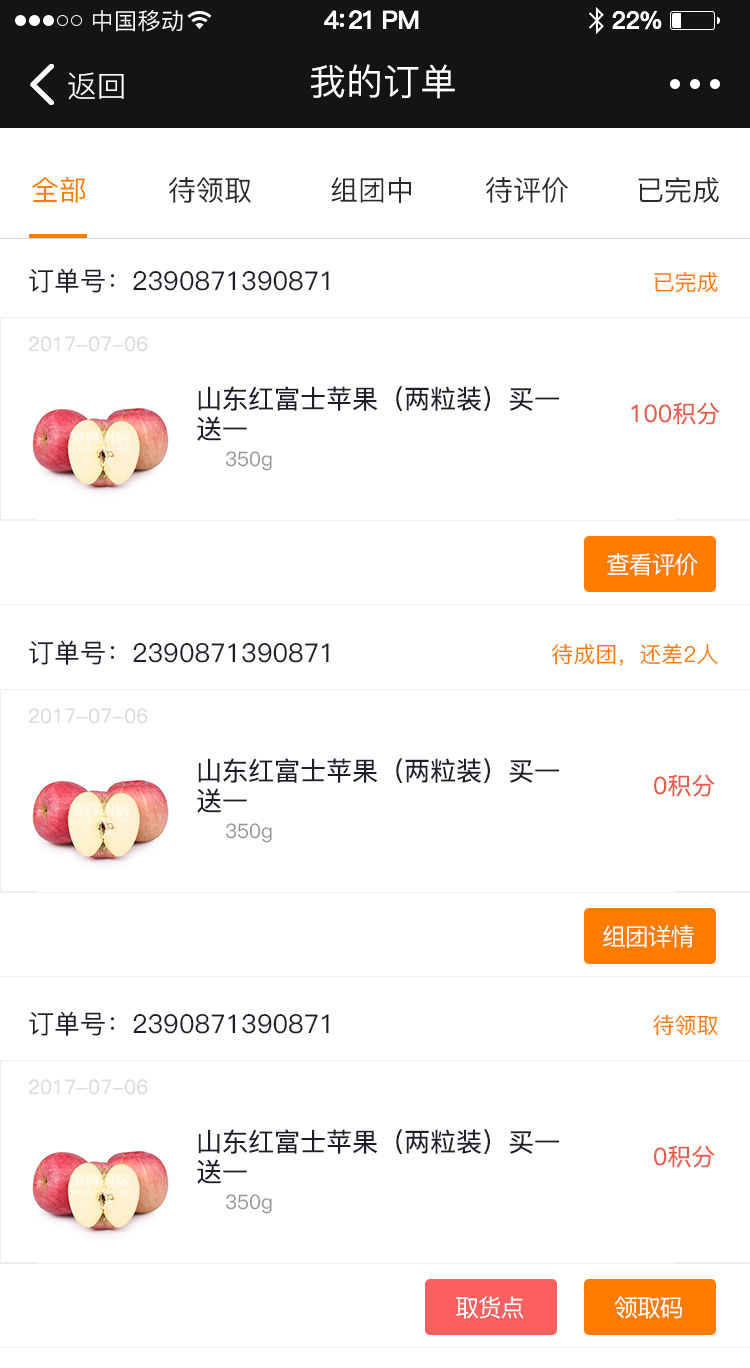 中国移动 4:21 PM 22%
返回 我的订单
全部 待领取 组团中 待评价 已完成
订单号：2390871390871 已完成
2017-07-06
山东红富士苹果（两粒装）买一
送一
100积分
350g
查看评价
订单号：2390871390871 待成团，还差2人
2017-07-06
山东红富士苹果（两粒装）买一
送一
0积分
350g
组团详情
订单号：2390871390871 待领取
2017-07-06
山东红富士苹果（两粒装）买一
送一
0积分
350g
取货点 领取码